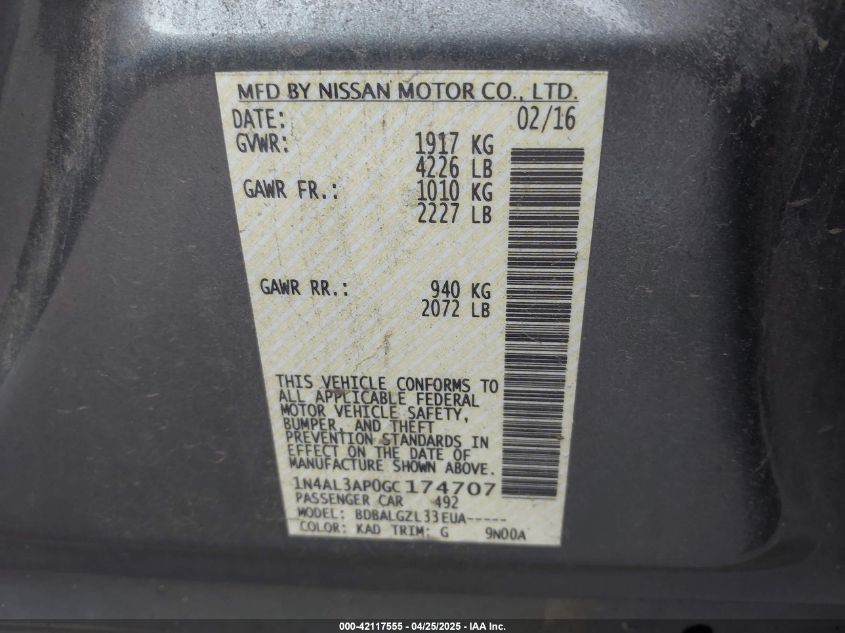 MFD BY NISSAN MOTOR CO., LTD.
DATE: 02/16
GVWR: 1917 KG
4226 LB
GAWR FR.: 1010 KG
2227 LB
GAWR RR.: 940 KG
2072 LB
THIS VEHICLE CONFORMS TO
ALL APPLICABLE FEDERAL
MOTOR VEHICLE SAFETY,
BUMPER, AND THEFT
PREVENTION STANDARDS IN
EFFECT ON THE DATE OF
MANUFACTURE SHOWN ABOVE.
1N4AL3AP0GC174707
PASSENGER CAR 492
MODEL: BDBALGZL33EUA-----
COLOR: KAD TRIM: G 9N00A
000-42117555 - 04/25/2025 - IAA Inc.